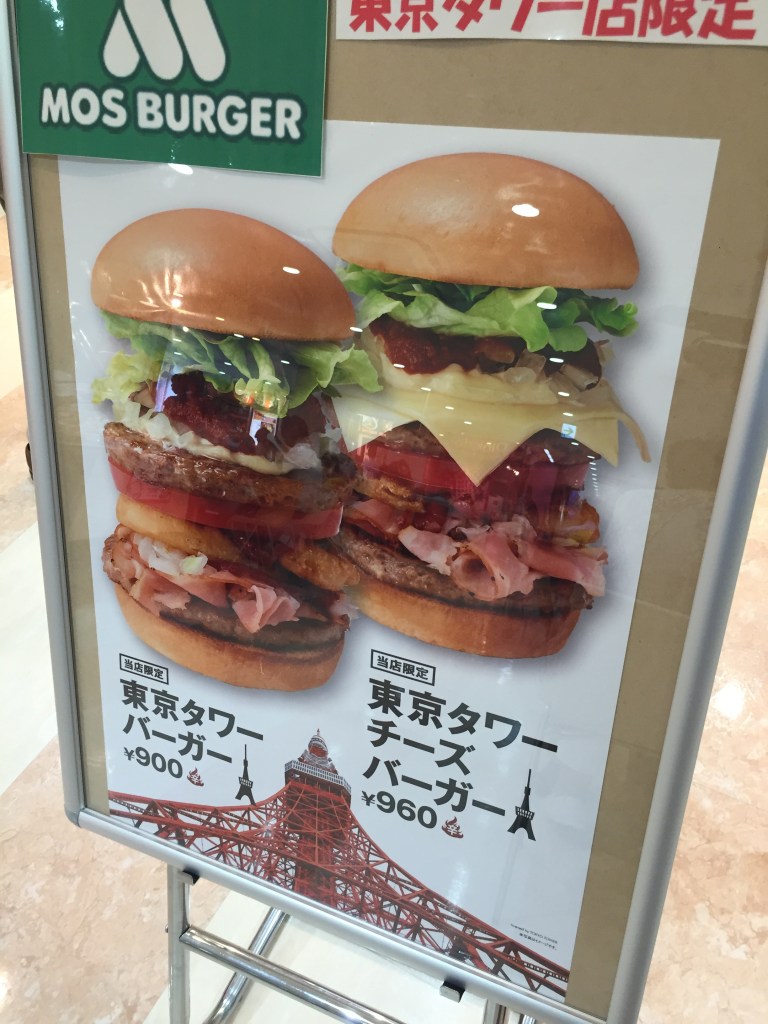 MOS BURGER
東京タワー店限定
当店限定
東京タワー
バーガー
¥900
辛
当店限定
東京タワー
チーズ
バーガー
¥960
辛